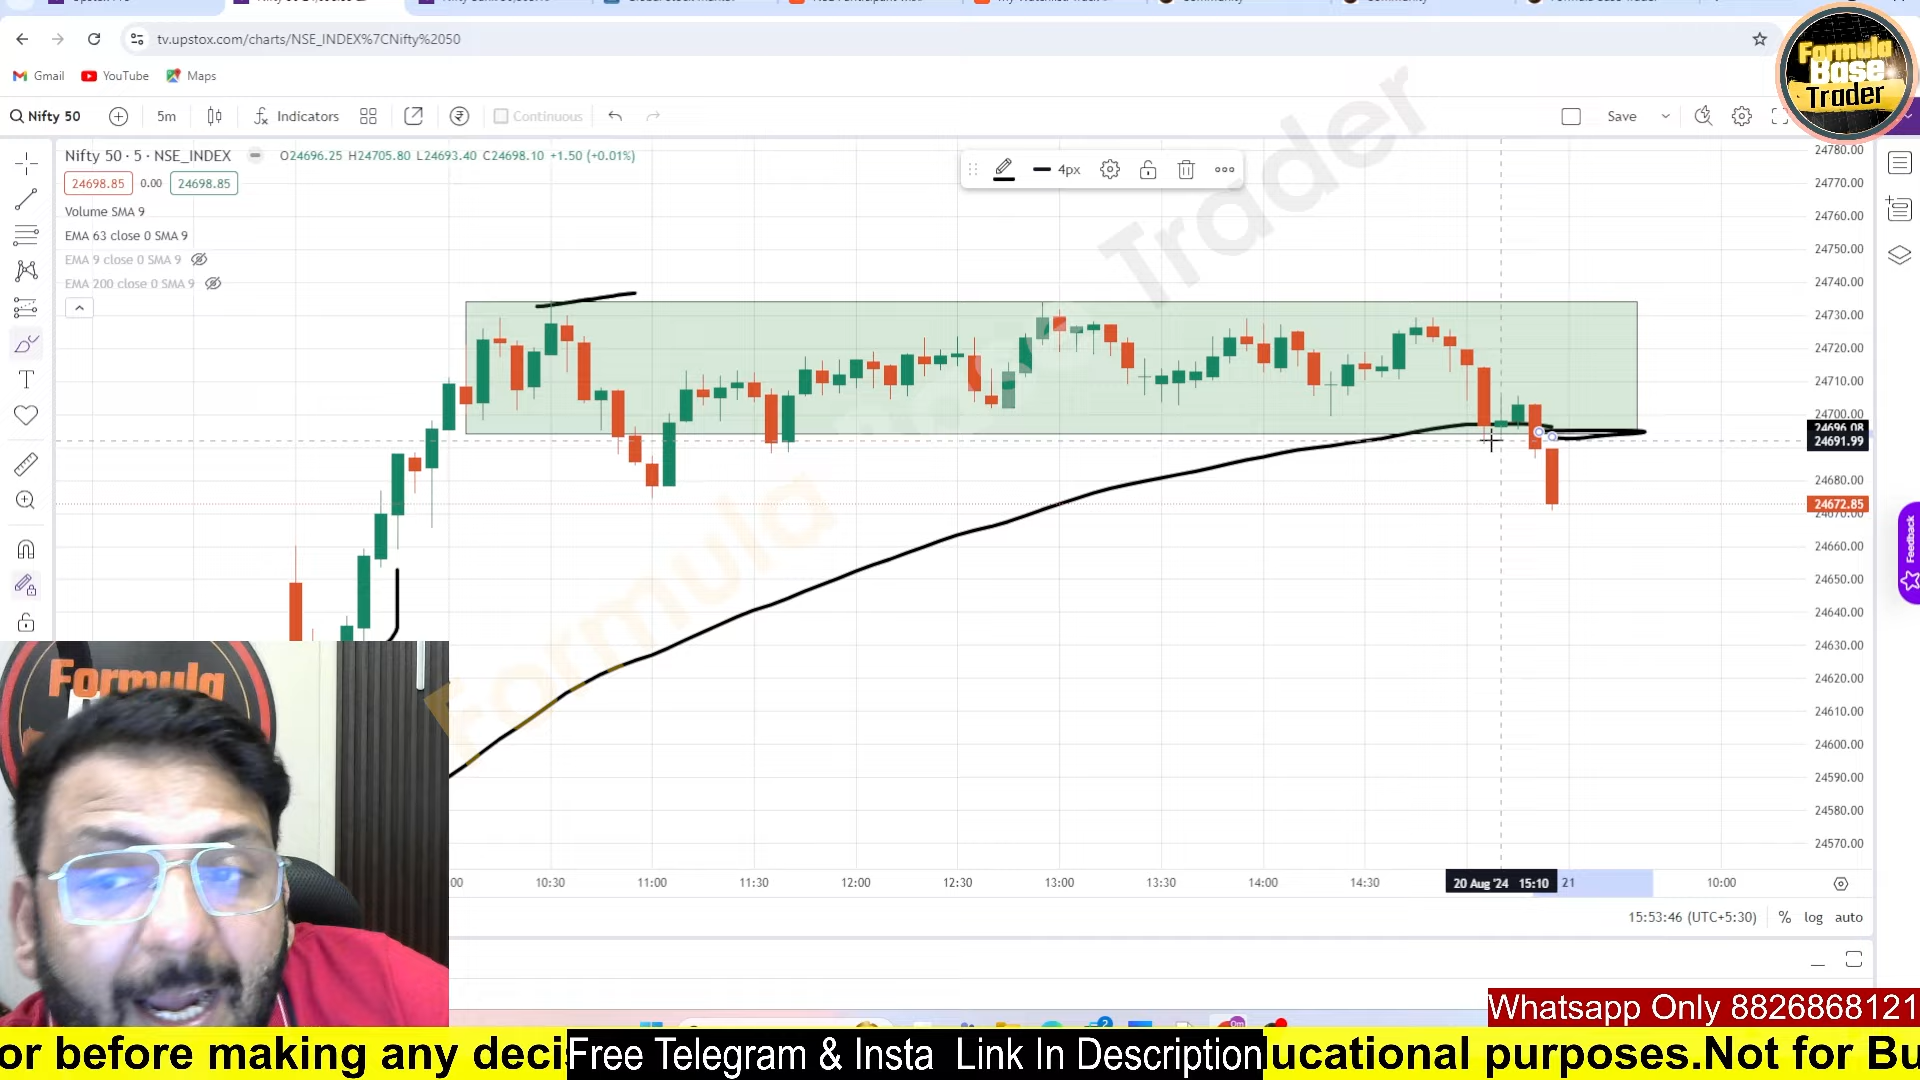 tv.upstox.com/charts/NSE_INDEX%7CNifty%2050
Gmail
YouTube
Maps
Formula
Base
Trader
Nifty 50
5m
Indicators
Continuous
Save
Nifty 50 · 5 · NSE_INDEX
O24696.25 H24705.80 L24693.40 C24698.10 +1.50 (+0.01%)
24698.85
0.00
24698.85
Volume SMA 9
EMA 63 close 0 SMA 9
EMA 9 close 0 SMA 9
EMA 200 close 0 SMA 9
4px
Formula
Trader
24780.00
24770.00
24760.00
24750.00
24740.00
24730.00
24720.00
24710.00
24700.00
24696.08
24691.99
24680.00
24672.85
24670.00
24660.00
24650.00
24640.00
24630.00
24620.00
24610.00
24600.00
24590.00
24580.00
24570.00
Feedback
Formula
:00
10:30
11:00
11:30
12:00
12:30
13:00
13:30
14:00
14:30
20 Aug '24 15:10
21
10:00
15:53:46 (UTC+5:30)
%
log
auto
Whatsapp Only 8826868121
or before making any deci
Free Telegram & Insta Link In Description
lucational purposes.Not for Bu